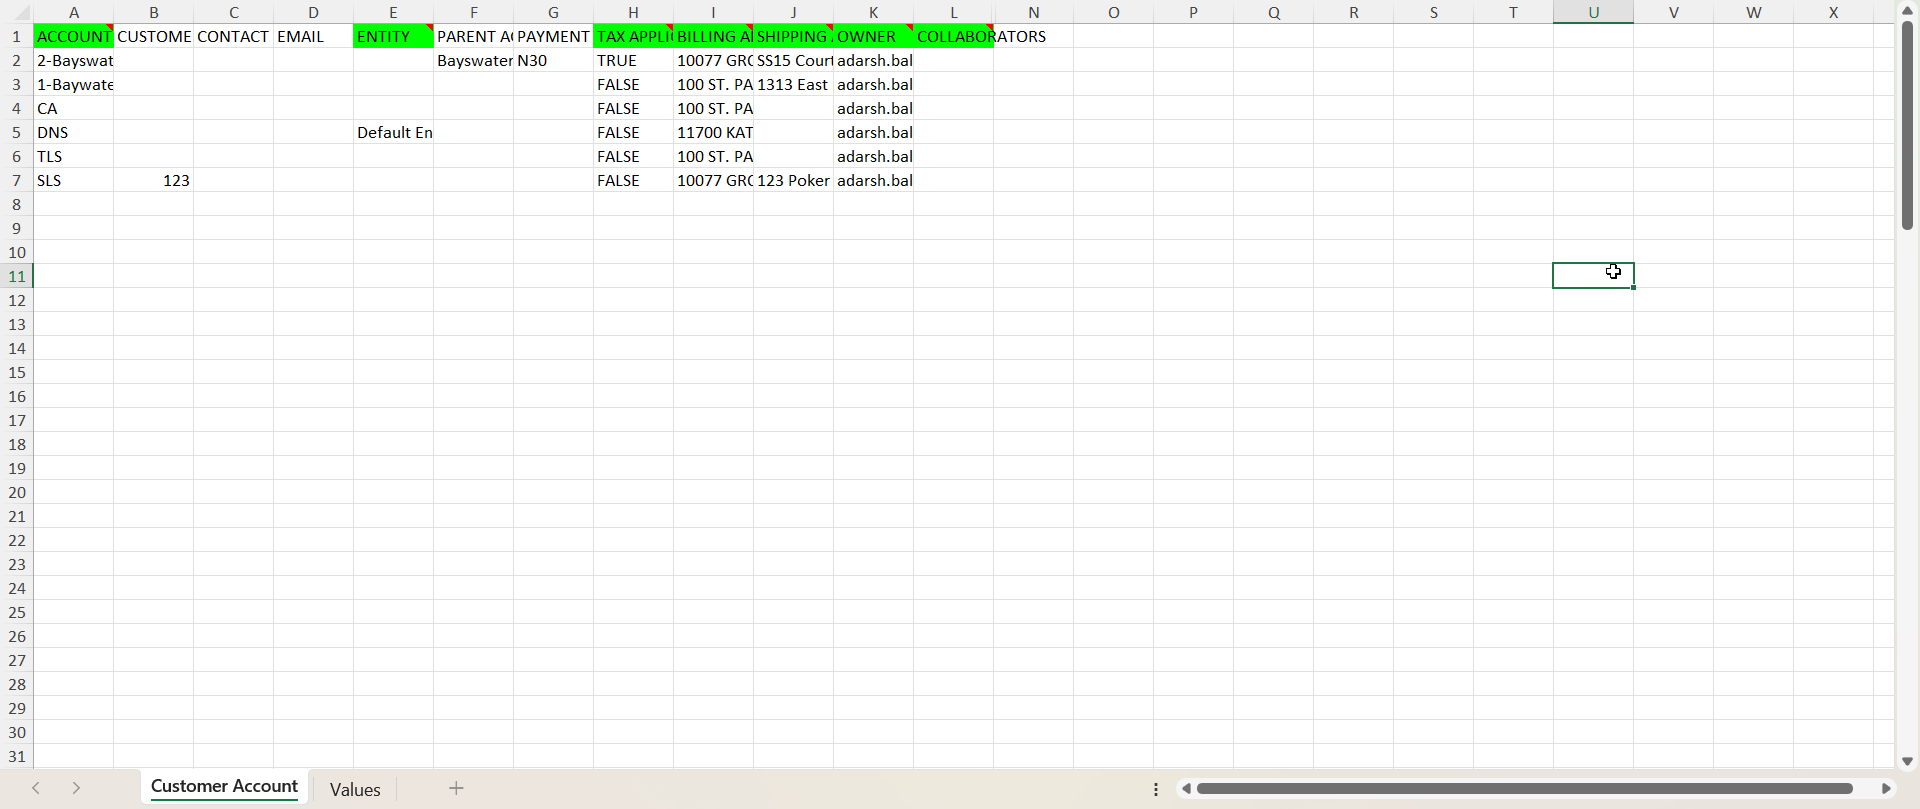 A B C D E F G H I J K L N O P Q R S T U V W X
1 ACCOUNT CUSTOME CONTACT EMAIL ENTITY PARENT AC PAYMENT TAX APPLIC BILLING AI SHIPPING A OWNER COLLABORATORS
2 2-Bayswat Bayswater N30 TRUE 10077 GRO SS15 Court adarsh.bal
3 1-Baywate FALSE 100 ST. PA 1313 East adarsh.bal
4 CA FALSE 100 ST. PA adarsh.bal
5 DNS Default En FALSE 11700 KAT adarsh.bal
6 TLS FALSE 100 ST. PA adarsh.bal
7 SLS 123 FALSE 10077 GRO 123 Poker adarsh.bal
8
9
10
11
12
13
14
15
16
17
18
19
20
21
22
23
24
25
26
27
28
29
30
31
Customer Account Values